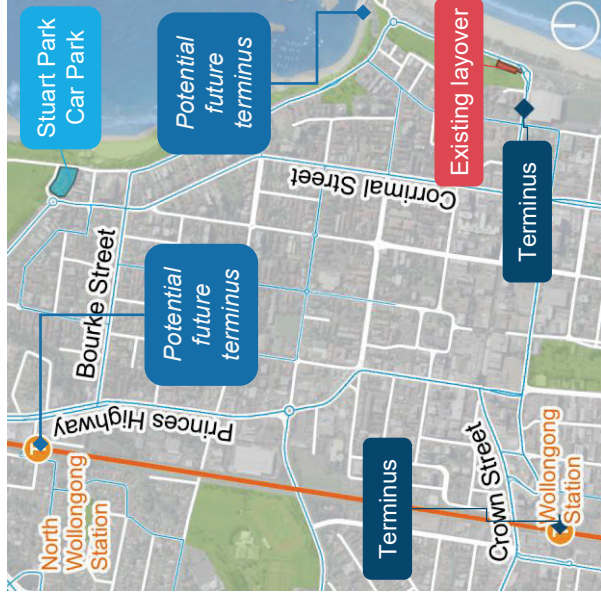 Stuart Park
Car Park
Potential
future
terminus
Existing layover
Terminus
Corrimal Street
Bourke Street
Potential
future
terminus
Princes Highway
North
Wollongong
Station
Terminus
Crown Street
Wollongong
Station